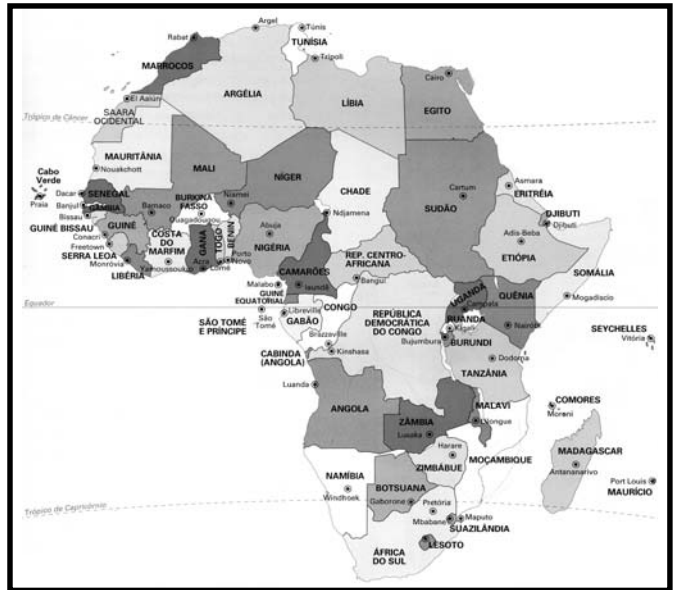 Argel
Túnis
Rabat
TUNÍSIA
MARROCOS
Trípoli
Cairo
El Aaiún
ARGÉLIA
LÍBIA
EGITO
SAARA
OCIDENTAL
Trópico de Câncer
MAURITÂNIA
Nouakchott
MALI
NÍGER
Cabo
Verde
Praia
CHADE
SUDÃO
Cartum
Asmara
ERITRÉIA
Dacar
SENEGAL
Banjul
GÂMBIA
Bissau
GUINÉ BISSAU
Bamaco
BURKINA
FASSO
Ouagadougou
Niamei
Ndjamena
DJIBUTI
Djibuti
GUINÉ
Conacri
Freetown
SERRA LEOA
Monróvia
LIBÉRIA
COSTA
DO
MARFIM
Yamoussoulro
GANA
Acra
TOGO
Lomé
BENIN
Porto
Novo
Abuja
NIGÉRIA
Adis-Beba
ETIÓPIA
SOMÁLIA
REP. CENTRO-
AFRICANA
Bangui
CAMARÕES
Iaundá
Malabo
GUINÉ
EQUATORIAL
UGANDA
Campala
QUÊNIA
Mogadiscio
Equador
SÃO TOMÉ
E PRÍNCIPE
São
Tomé
Libreville
GABÃO
CONGO
REPÚBLICA
DEMOCRÁTICA
DO CONGO
RUANDA
Kigali
Nairóbi
Bujumbura
BURUNDI
SEYCHELLES
Vitória
Brazzaville
Kinshasa
CABINDA
(ANGOLA)
Dodoma
TANZÂNIA
Luanda
ANGOLA
ZÂMBIA
Lusaka
MALAVI
Lilongue
COMORES
Moroni
MOÇAMBIQUE
Harare
ZIMBÁBUE
MADAGASCAR
Antananarivo
Port Louis
MAURÍCIO
NAMÍBIA
Windhoek
BOTSUANA
Gaborone
Pretória
Maputo
Mbabane
SUAZILÂNDIA
Trópico de Capricórnio
LESOTO
ÁFRICA
DO SUL